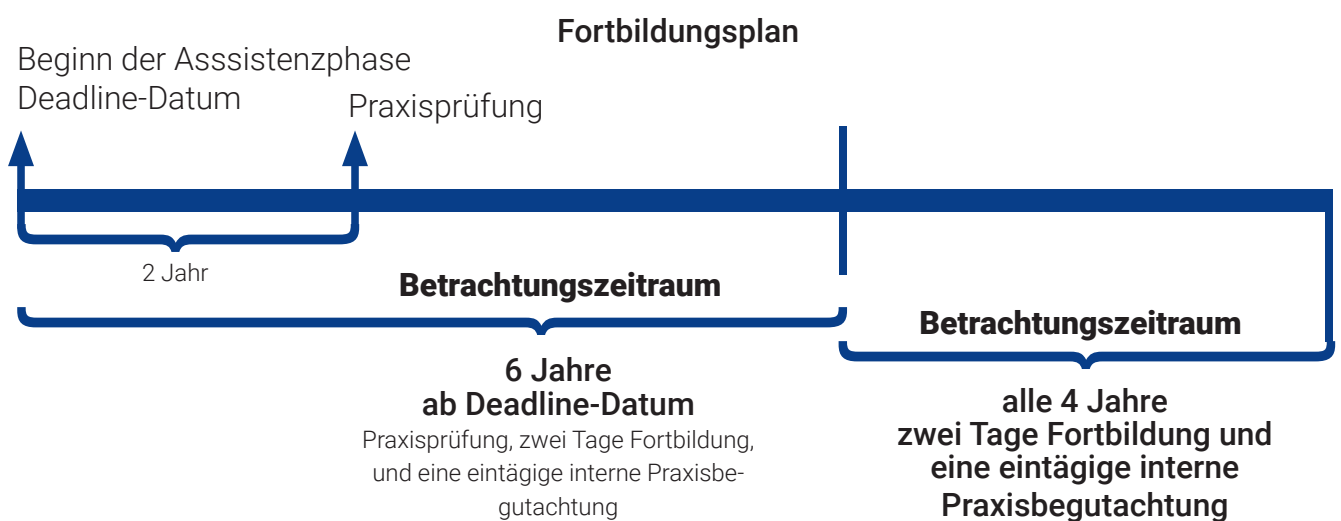 Fortbildungsplan
Beginn der Asssistenzphase
Deadline-Datum
Praxisprüfung
2 Jahr
Betrachtungszeitraum
6 Jahre
ab Deadline-Datum
Praxisprüfung, zwei Tage Fortbildung,
und eine eintägige interne Praxisbe-
gutachtung
Betrachtungszeitraum
alle 4 Jahre
zwei Tage Fortbildung und
eine eintägige interne
Praxisbegutachtung